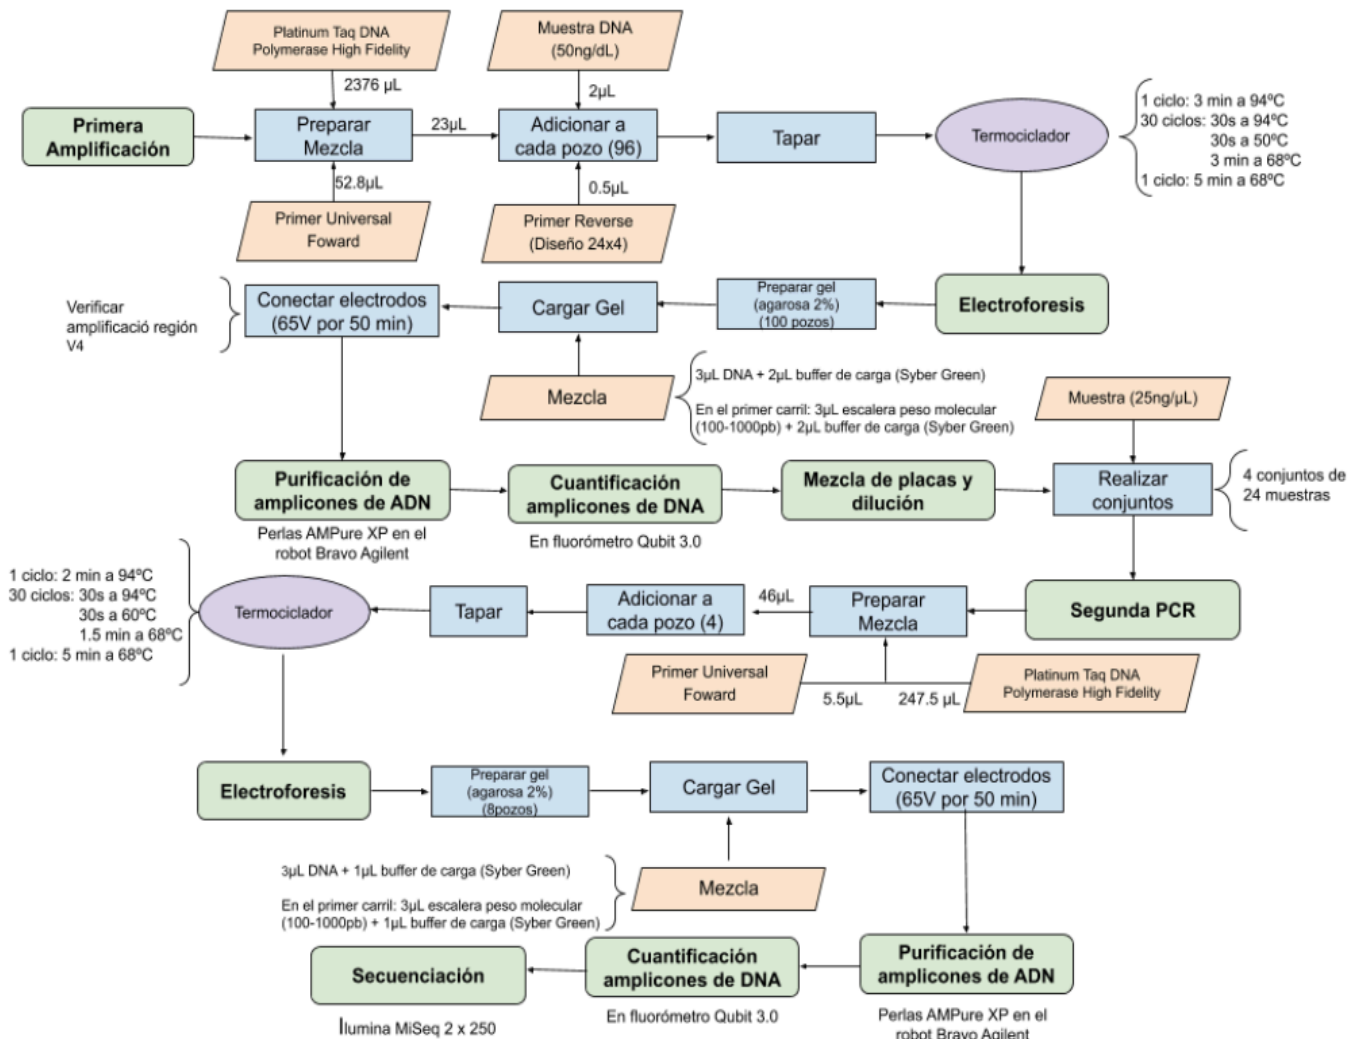 Platinum Taq DNA
Polymerase High Fidelity
2376 µL
Muestra DNA
(50ng/dL)
2µL
Primera
Amplificación
Preparar
Mezcla
23µL
Adicionar a
cada pozo (96)
Tapar
Termociclador
1 ciclo: 3 min a 94ºC
30 ciclos: 30s a 94ºC
30s a 50ºC
3 min a 68ºC
1 ciclo: 5 min a 68ºC
52.8µL
Primer Universal
Foward
0.5µL
Primer Reverse
(Diseño 24x4)
Electroforesis
Preparar gel
(agarosa 2%)
(100 pozos)
Cargar Gel
Conectar electrodos
(65V por 50 min)
Verificar
amplificació región
V4
Mezcla
3µL DNA + 2µL buffer de carga (Syber Green)
En el primer carril: 3µL escalera peso molecular
(100-1000pb) + 2µL buffer de carga (Syber Green)
Muestra (25ng/µL)
Purificación de
amplicones de ADN
Perlas AMPure XP en el
robot Bravo Agilent
Cuantificación
amplicones de DNA
En fluorómetro Qubit 3.0
Mezcla de placas y
dilución
Realizar
conjuntos
4 conjuntos de
24 muestras
Segunda PCR
Preparar
Mezcla
46µL
Adicionar a
cada pozo (4)
Tapar
Termociclador
1 ciclo: 2 min a 94ºC
30 ciclos: 30s a 94ºC
30s a 60ºC
1.5 min a 68ºC
1 ciclo: 5 min a 68ºC
Primer Universal
Foward
5.5µL
247.5 µL
Platinum Taq DNA
Polymerase High Fidelity
Electroforesis
Preparar gel
(agarosa 2%)
(8pozos)
Cargar Gel
Conectar electrodos
(65V por 50 min)
3µL DNA + 1µL buffer de carga (Syber Green)
En el primer carril: 3µL escalera peso molecular
(100-1000pb) + 1µL buffer de carga (Syber Green)
Mezcla
Purificación de
amplicones de ADN
Perlas AMPure XP en el
robot Bravo Agilent
Cuantificación
amplicones de DNA
En fluorómetro Qubit 3.0
Secuenciación
Ilumina MiSeq 2 x 250